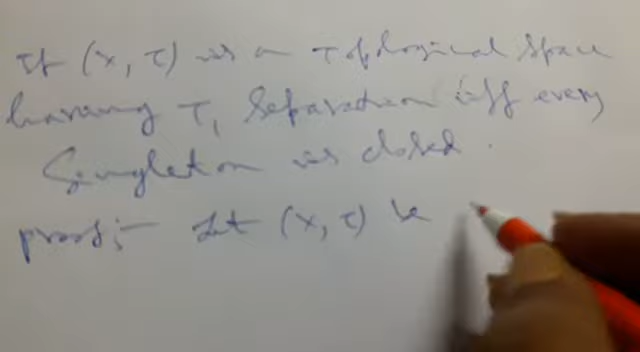 If (X, τ) is a Topological space
having T₁ Separation iff every
Singleton is closed.
proof:- Let (X, τ) be